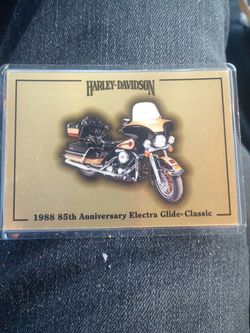 HARLEY-DAVIDSON
1988 85th Anniversary Electra Glide® Classic